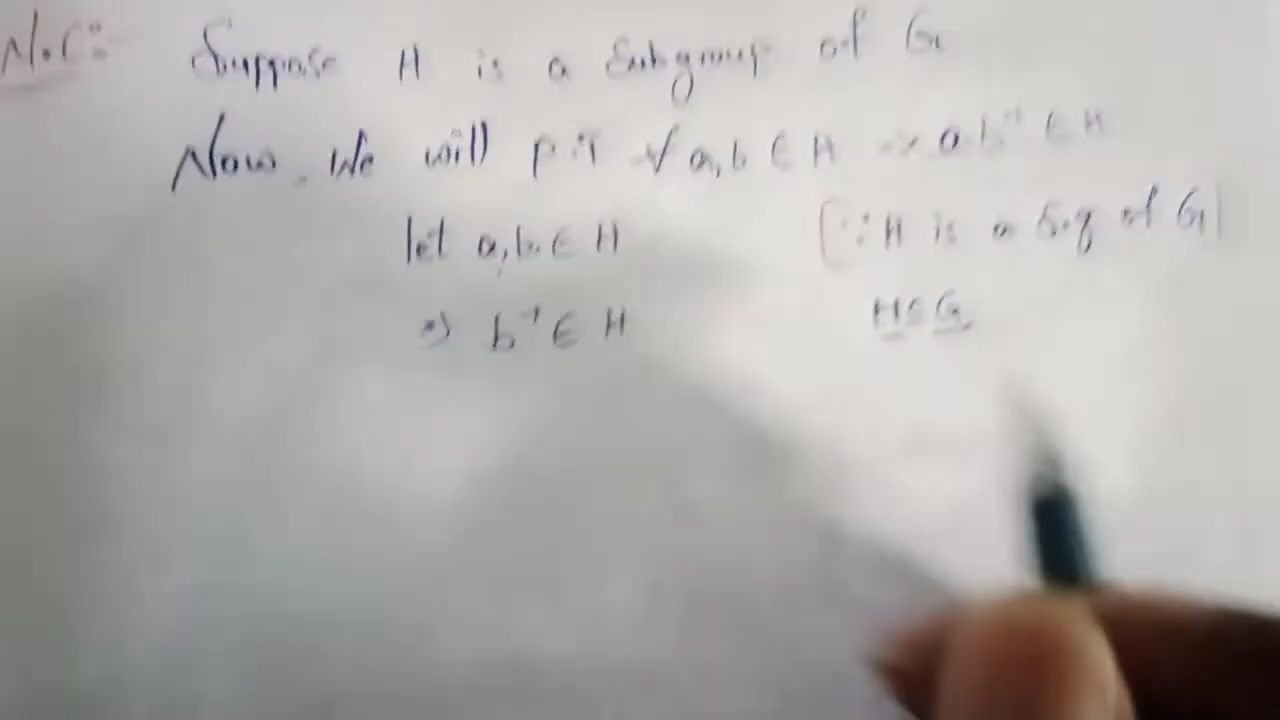 N.C:- Suppose H is a Subgroup of G
Now, We will P.T ∀ a,b ∈ H ⇒ ab⁻¹ ∈ H
let a,b ∈ H [∵ H is a S.g of G]
⇒ b⁻¹ ∈ H H ⊆ G